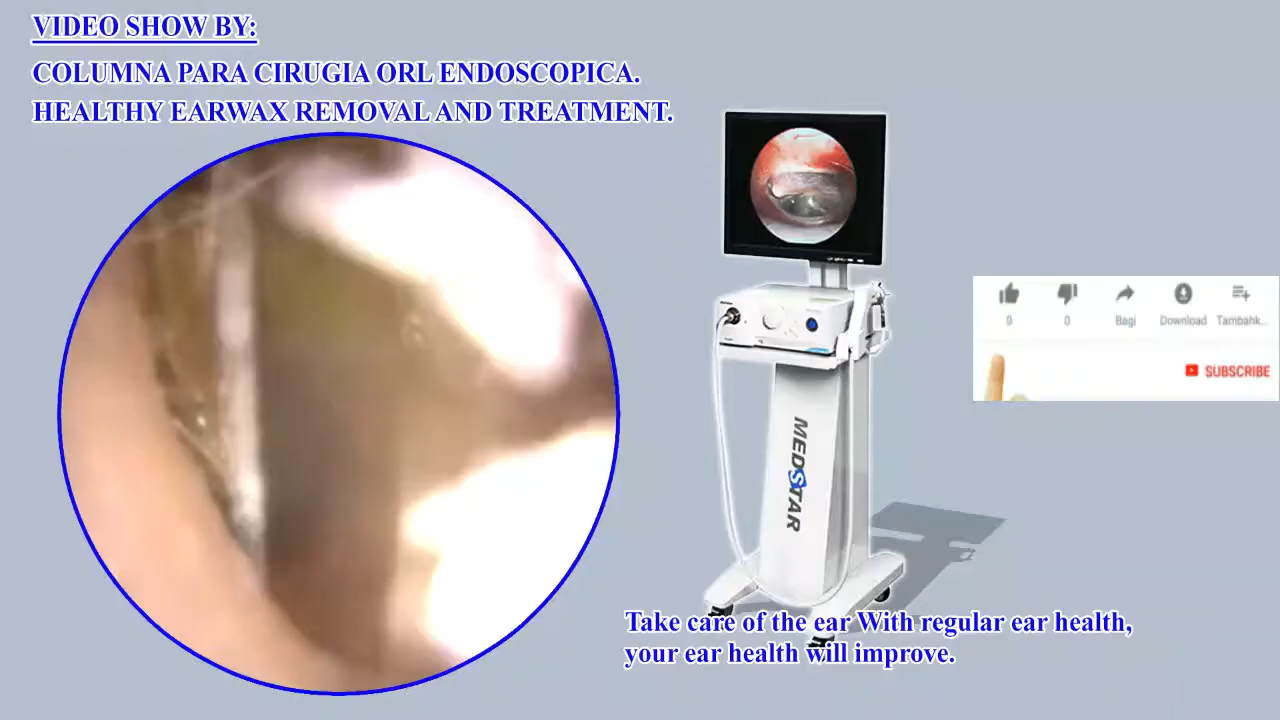 VIDEO SHOW BY:
COLUMNA PARA CIRUGIA ORL ENDOSCOPICA.
HEALTHY EARWAX REMOVAL AND TREATMENT.
0 0 Bagi Download Tambahk...
SUBSCRIBE
MEDSTAR
Take care of the ear With regular ear health,
your ear health will improve.